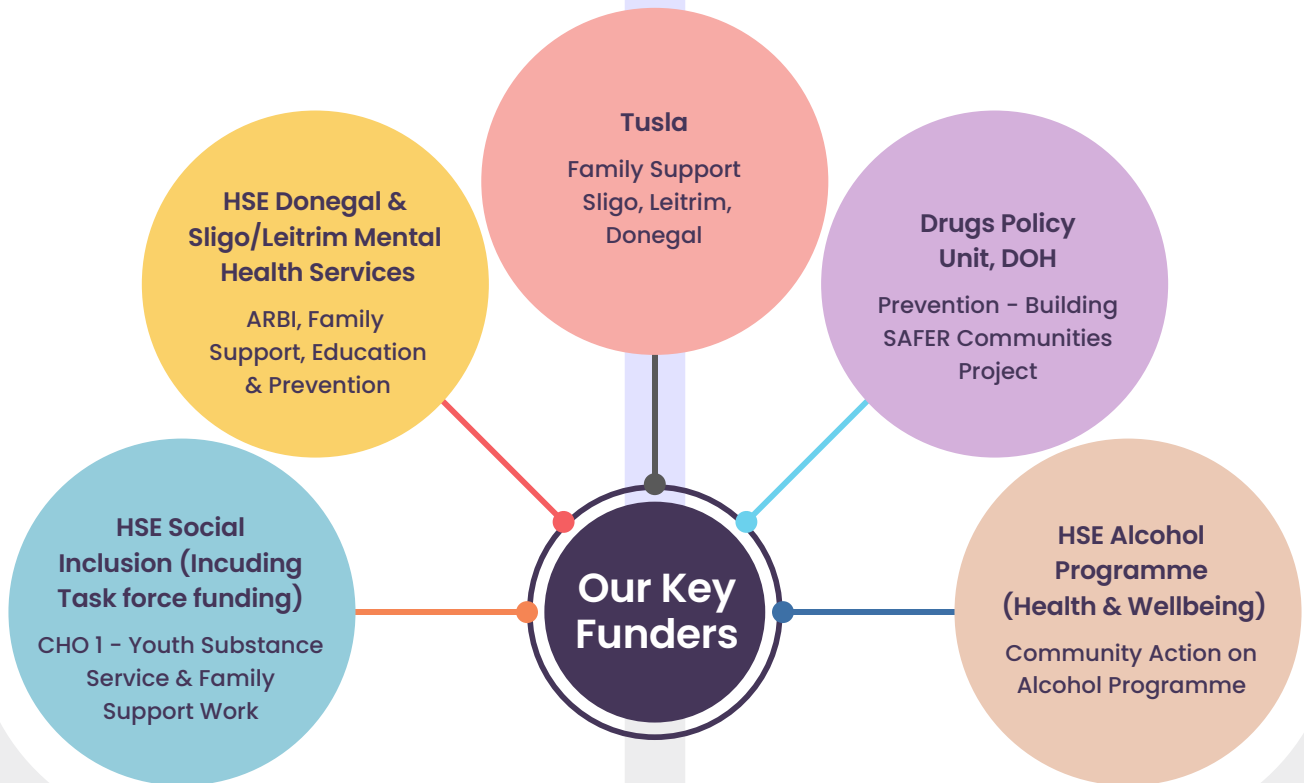 Tusla
Family Support
Sligo, Leitrim,
Donegal
HSE Donegal &
Sligo/Leitrim Mental
Health Services
ARBI, Family
Support, Education
& Prevention
Drugs Policy
Unit, DOH
Prevention - Building
SAFER Communities
Project
HSE Social
Inclusion (Incuding
Task force funding)
CHO 1 - Youth Substance
Service & Family
Support Work
Our Key
Funders
HSE Alcohol
Programme
(Health & Wellbeing)
Community Action on
Alcohol Programme